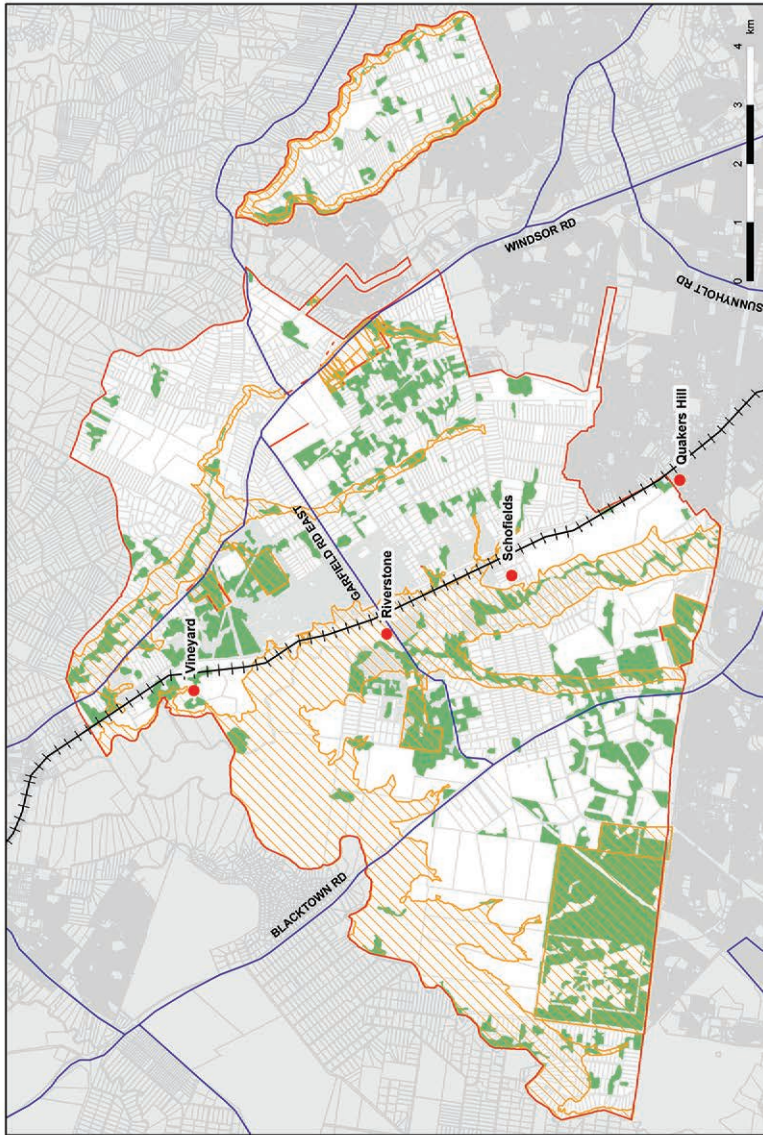 Vineyard
Riverstone
Schofields
Quakers Hill
GARFIELD RD EAST
BLACKTOWN RD
WINDSOR RD
SUNNYHOLT RD
0 1 2 3 4
km